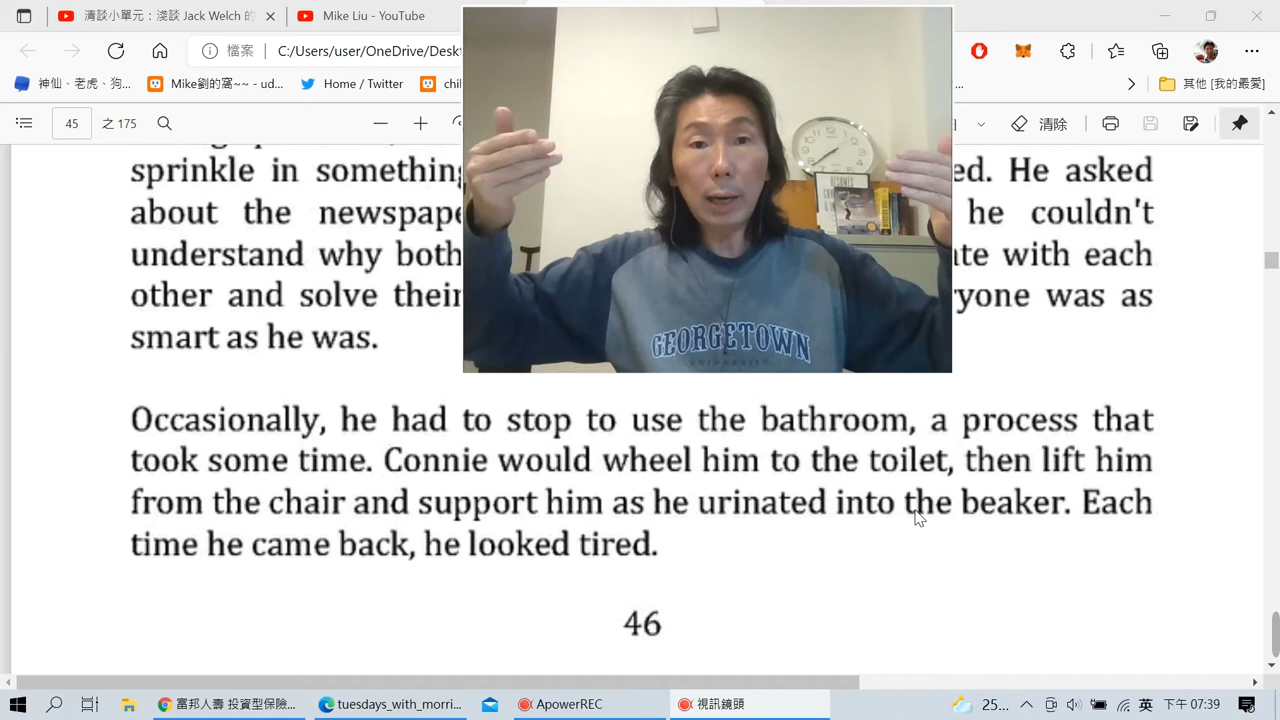 清談小單元：淺談 Jack Welch 的
Mike Liu - YouTube
檔案
C:/Users/user/OneDrive/Deskt
神仙、老虎、狗...
Mike劉的窩~~ - ud...
Home / Twitter
chil
其他 [我的最愛]
45 之 175
清除
sprinkle in something ed. He asked
about the newspape he couldn't
understand why both ate with each
other and solve their ryone was as
smart as he was.
GEORGETOWN
UNIVERSITY
Occasionally, he had to stop to use the bathroom, a process that
took some time. Connie would wheel him to the toilet, then lift him
from the chair and support him as he urinated into the beaker. Each
time he came back, he looked tired.
46
富邦人壽 投資型保險...
tuesdays_with_morri...
ApowerREC
視訊鏡頭
25...
英
下午 07:39